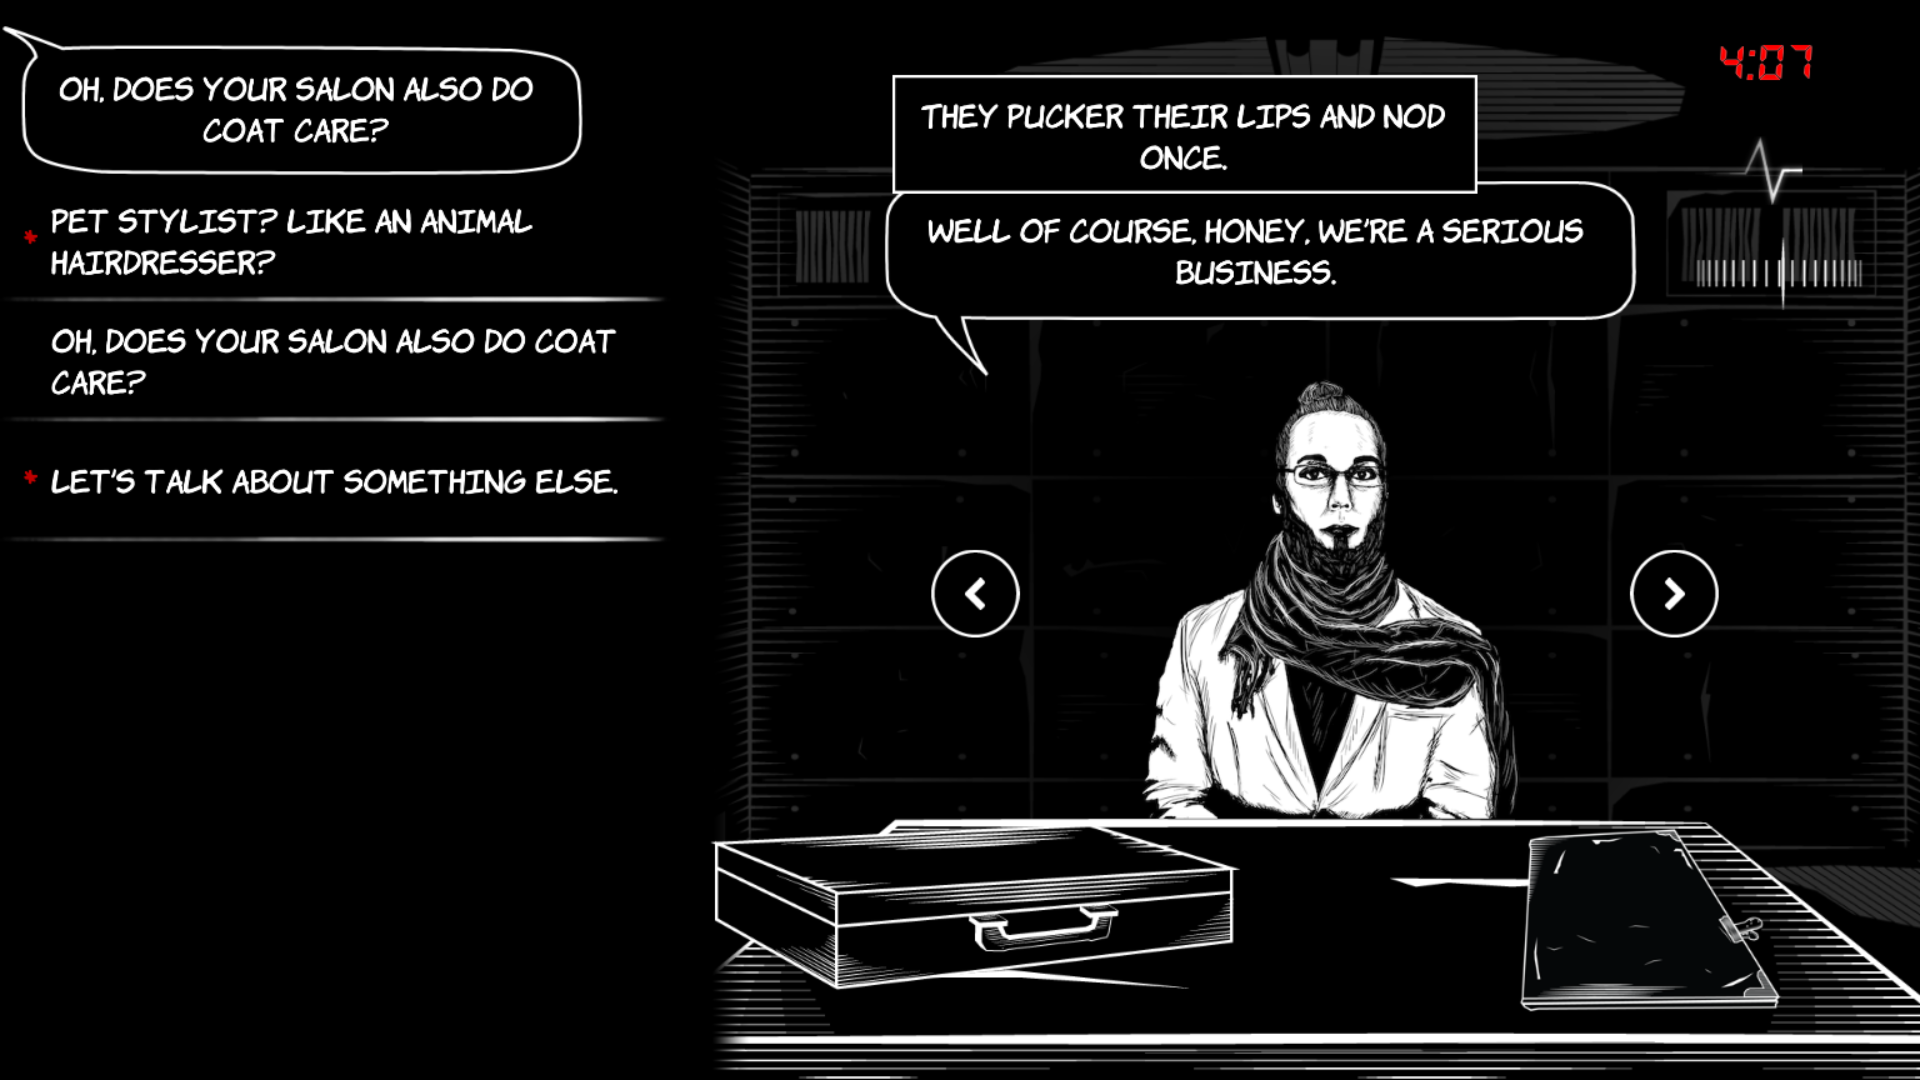 OH, DOES YOUR SALON ALSO DO
COAT CARE?
* PET STYLIST? LIKE AN ANIMAL
HAIRDRESSER?
OH, DOES YOUR SALON ALSO DO COAT
CARE?
* LET'S TALK ABOUT SOMETHING ELSE.
THEY PUCKER THEIR LIPS AND NOD
ONCE.
WELL OF COURSE, HONEY, WE'RE A SERIOUS
BUSINESS.
4:07